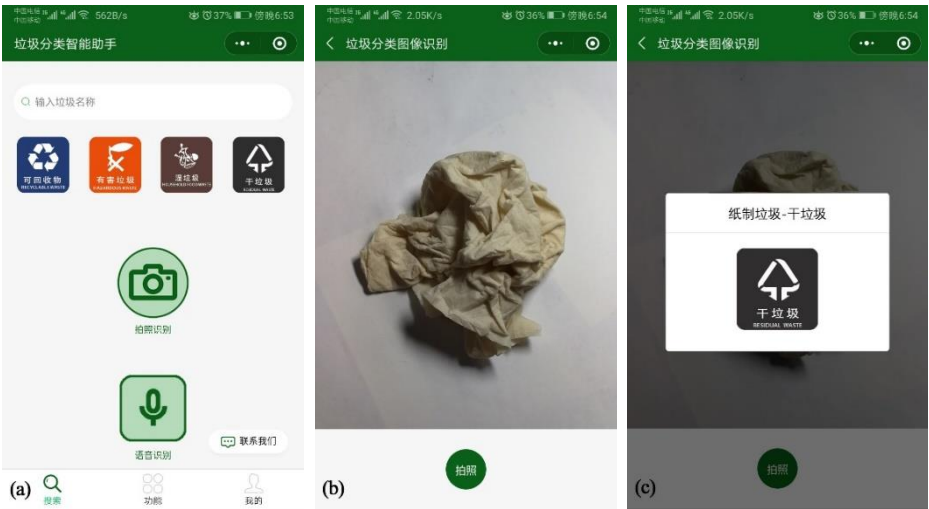 中国电信
中国移动
562B/s
37%
傍晚6:53
垃圾分类智能助手
输入垃圾名称
可回收物
RECYCLABLE WASTE
有害垃圾
HAZARDOUS WASTE
湿垃圾
HOUSEHOLD FOOD WASTE
干垃圾
RESIDUAL WASTE
拍照识别
语音识别
联系我们
搜索
功能
我的
(a)
中国电信
中国移动
2.05K/s
36%
傍晚6:54
垃圾分类图像识别
拍照
(b)
中国电信
中国移动
2.05K/s
36%
傍晚6:54
垃圾分类图像识别
纸制垃圾-干垃圾
干垃圾
RESIDUAL WASTE
拍照
(c)